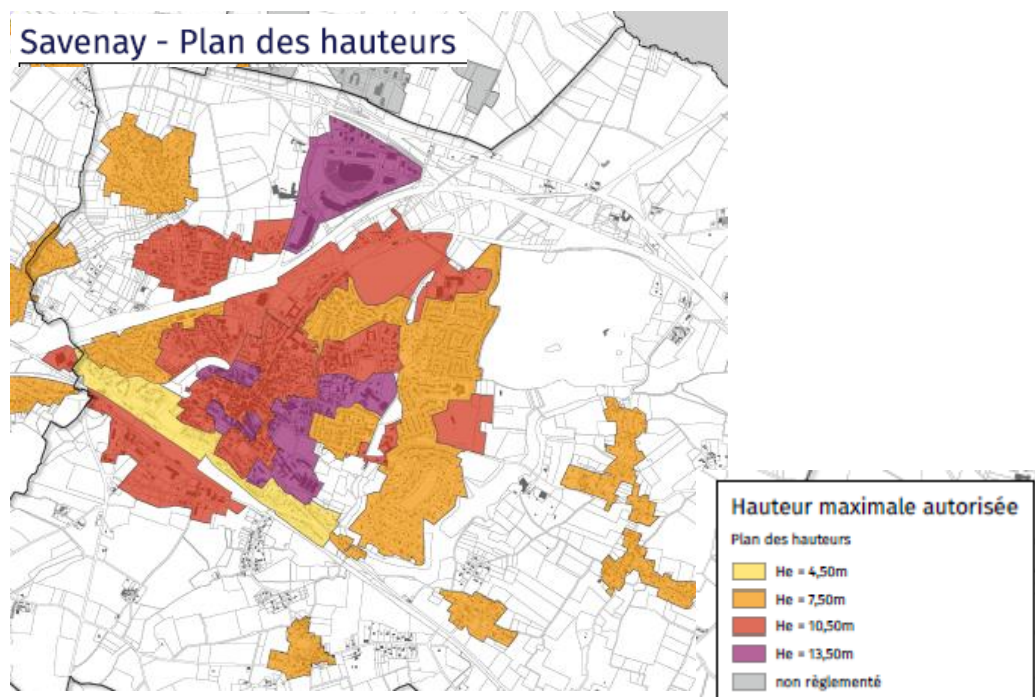 Savenay - Plan des hauteurs
Hauteur maximale autorisée
Plan des hauteurs
He = 4,50m
He = 7,50m
He = 10,50m
He = 13,50m
non règlementé